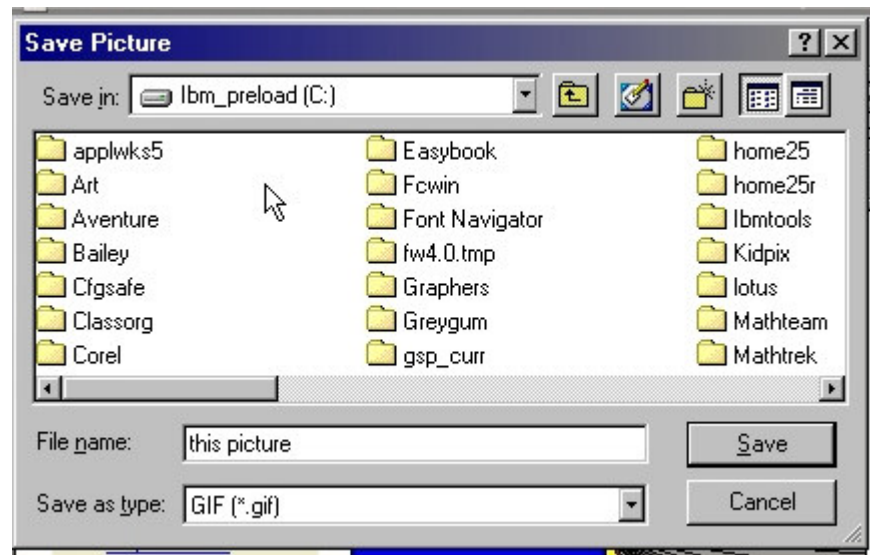 Save Picture
Save in: Ibm_preload (C:)
applwks5 Easybook home25
Art Fcwin home25r
Aventure Font Navigator Ibmtools
Bailey fw4.0.tmp Kidpix
Cfgsafe Graphers lotus
Classorg Greygum Mathteam
Corel gsp_curr Mathtrek
File name: this picture Save
Save as type: GIF (*.gif) Cancel